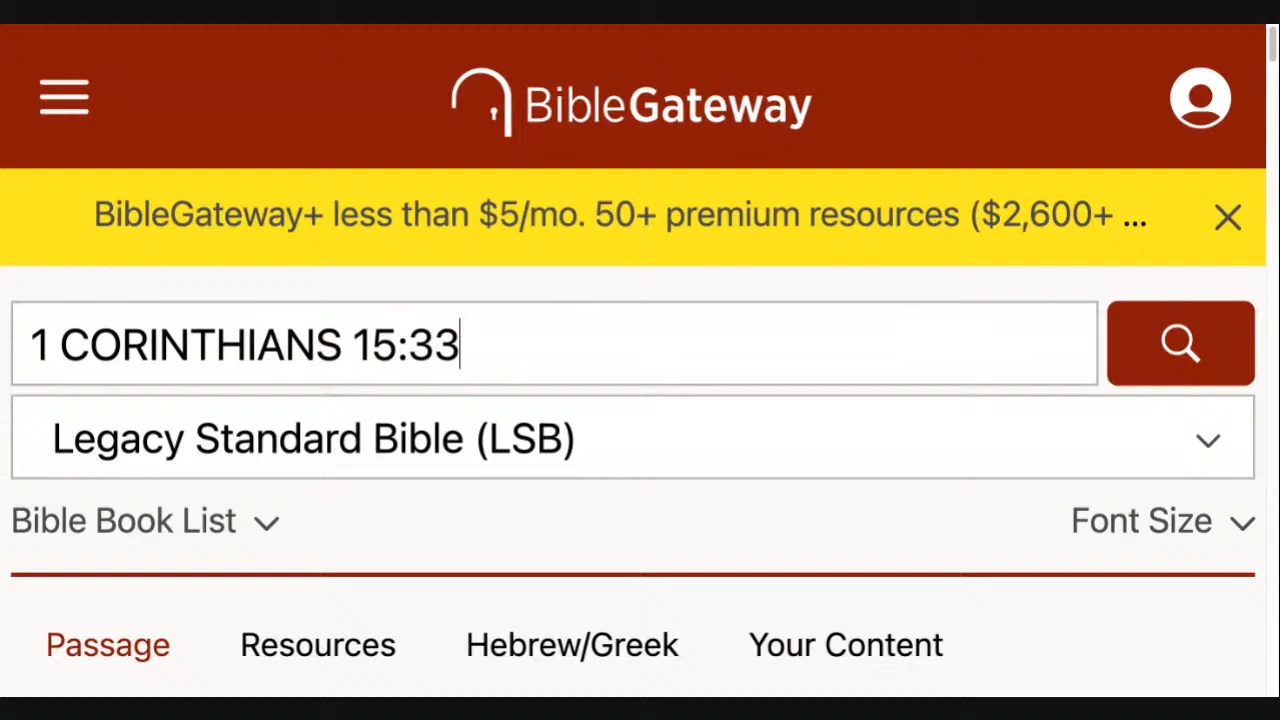 BibleGateway
BibleGateway+ less than $5/mo. 50+ premium resources ($2,600+ ...
1 CORINTHIANS 15:33
Legacy Standard Bible (LSB)
Bible Book List
Font Size
Passage
Resources
Hebrew/Greek
Your Content